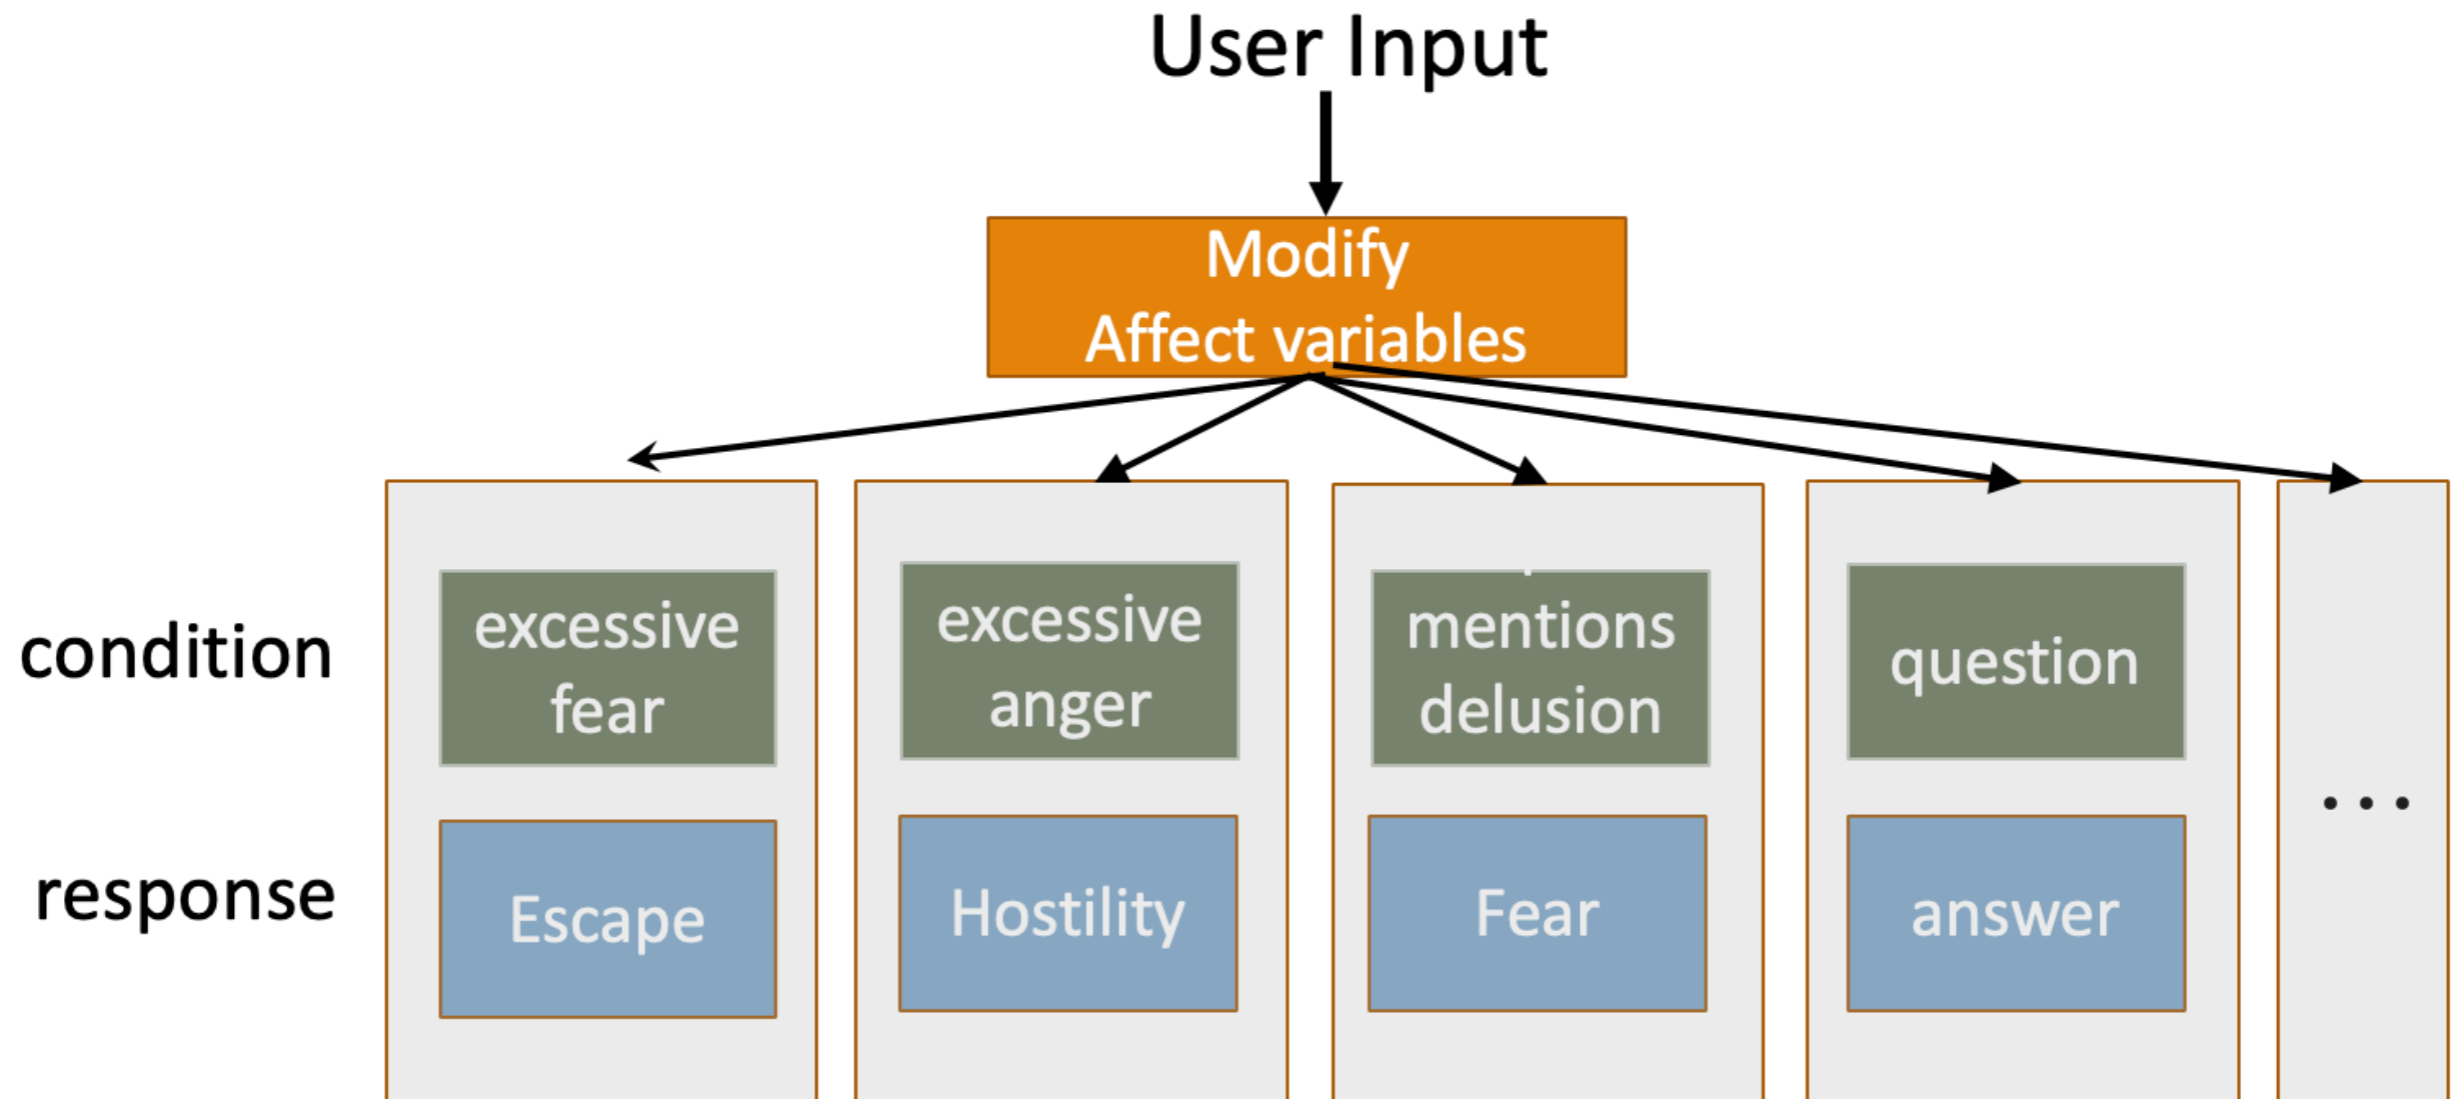 User Input
Modify
Affect variables
condition
excessive
fear
excessive
anger
mentions
delusion
question
response
Escape
Hostility
Fear
answer
...